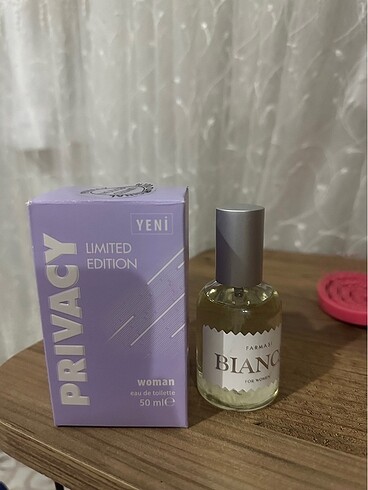 YENİ
LIMITED
EDITION
PRIVACY
woman
eau de toilette
50 ml℮
FARMASI
BIANC
FOR WOMEN